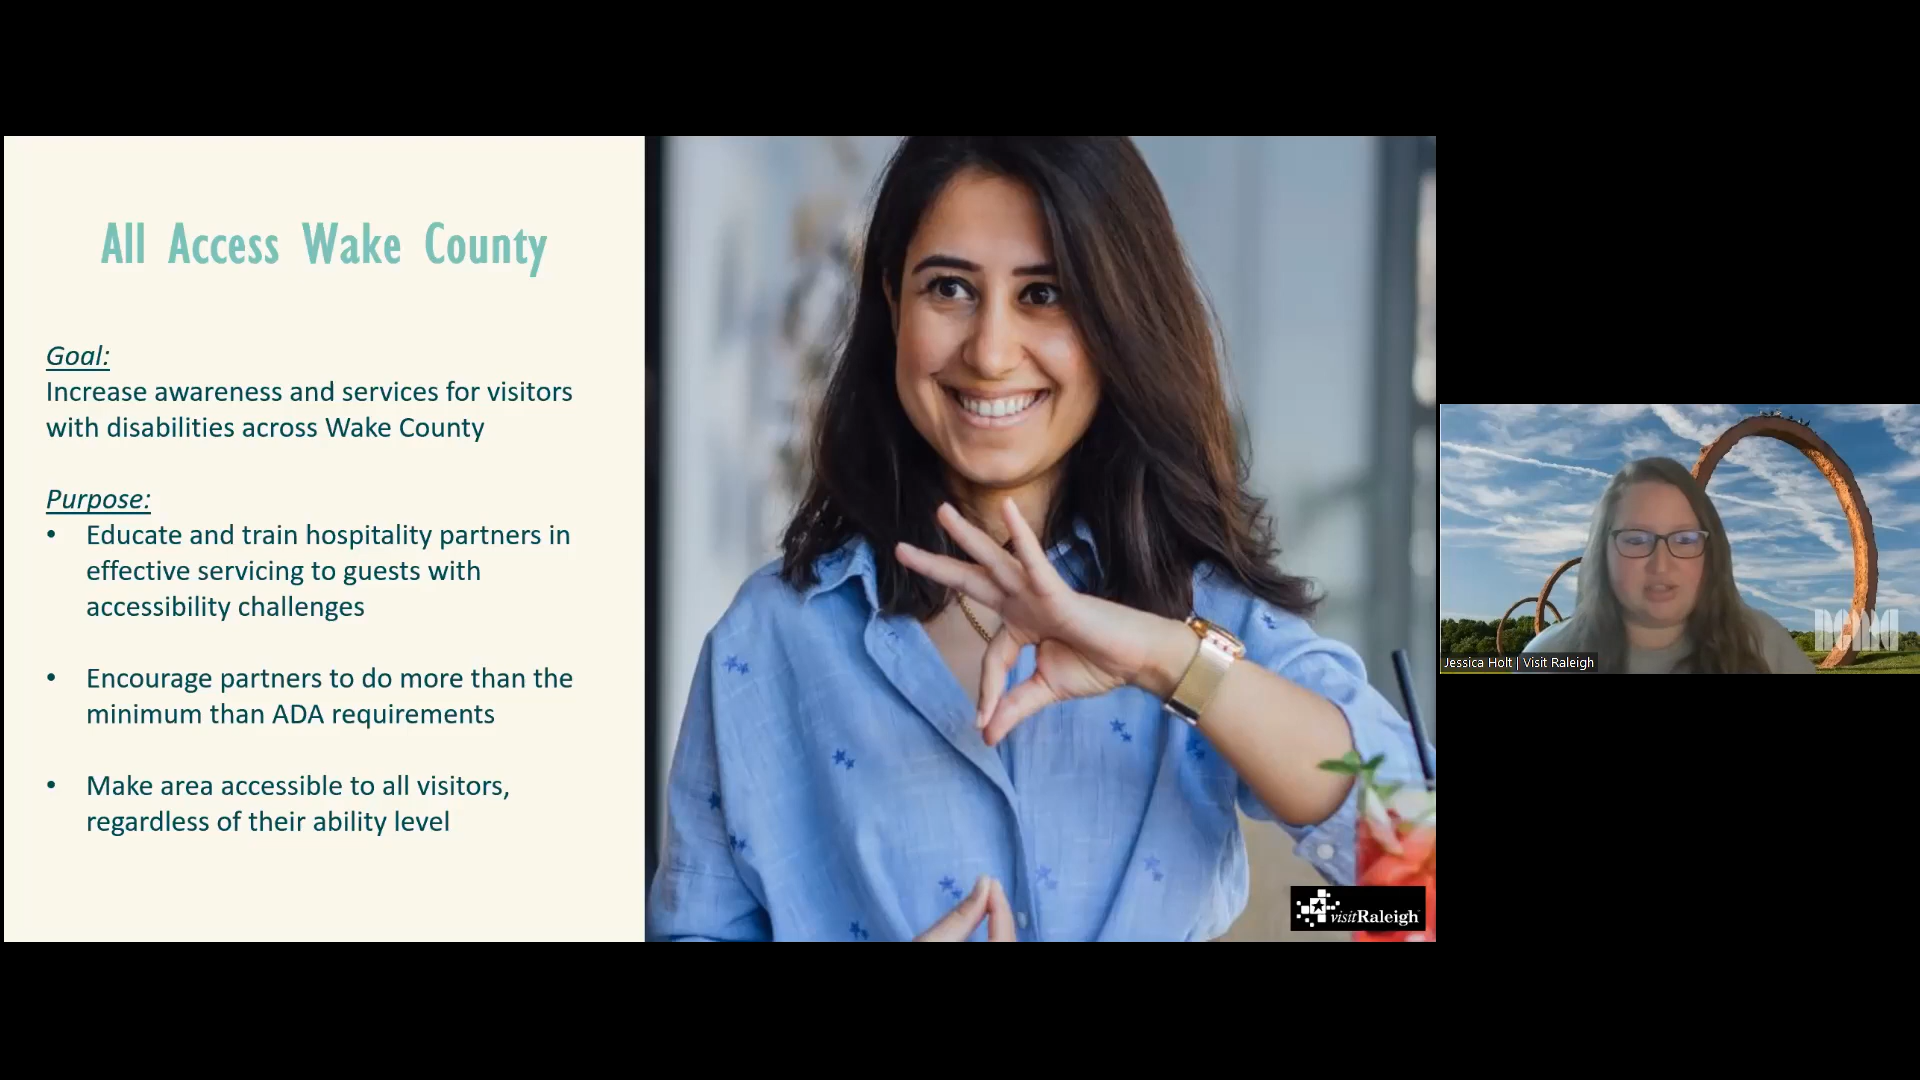 All Access Wake County
Goal:
Increase awareness and services for visitors
with disabilities across Wake County
Purpose:
• Educate and train hospitality partners in
effective servicing to guests with
accessibility challenges
• Encourage partners to do more than the
minimum than ADA requirements
• Make area accessible to all visitors,
regardless of their ability level
visitRaleigh
Jessica Holt | Visit Raleigh